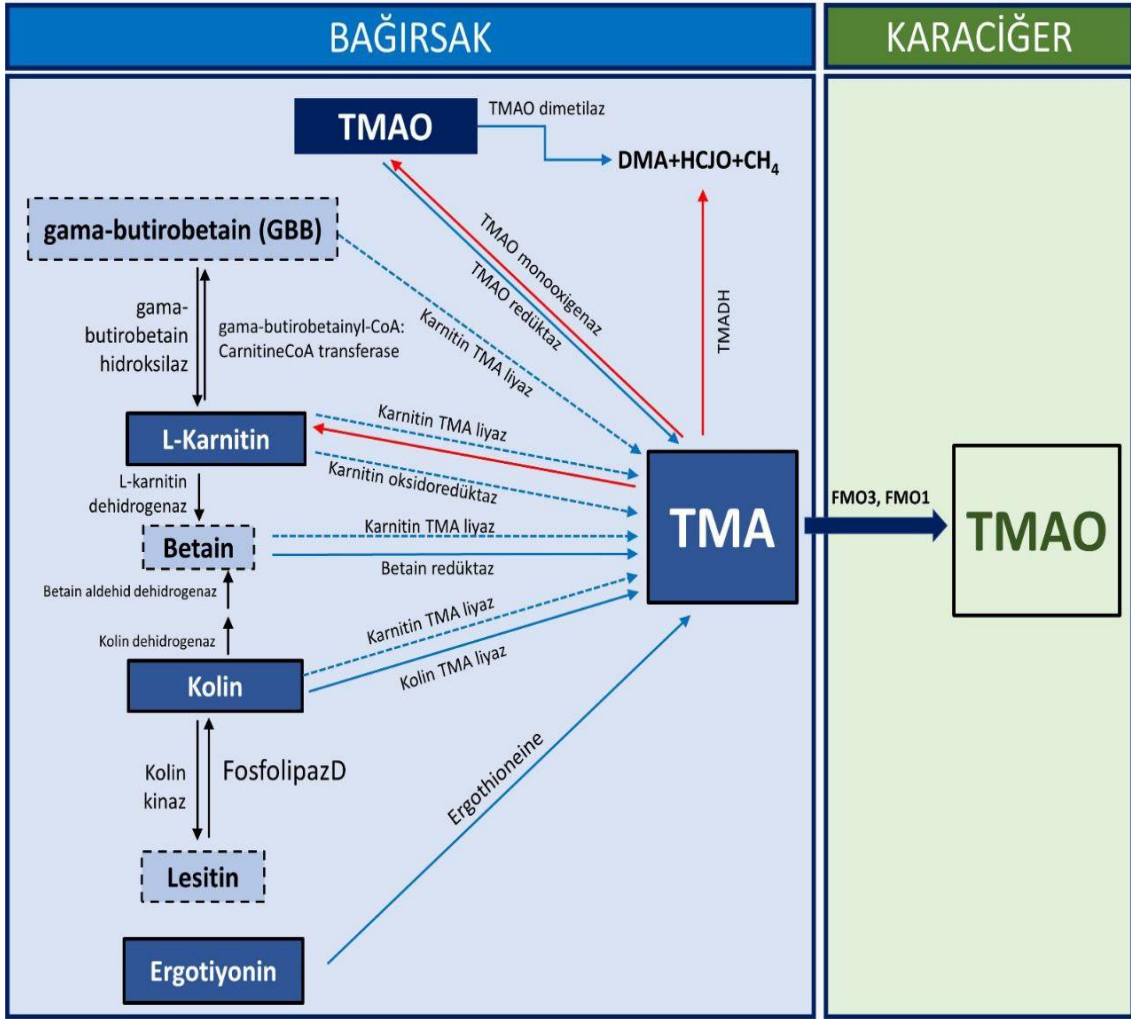 BAĞIRSAK
KARACİĞER
TMAO
TMAO dimetilaz
DMA+HCJO+CH₄
gama-butirobetain (GBB)
TMAO monooxigenaz
TMAO redüktaz
TMADH
Karnitin TMA liyaz
gama-
butirobetain
hidroksilaz
gama-butirobetainyl-CoA:
CarnitineCoA transferase
L-Karnitin
Karnitin TMA liyaz
Karnitin oksidoredüktaz
L-karnitin
dehidrogenaz
Betain
Karnitin TMA liyaz
Betain redüktaz
TMA
FMO3, FMO1
TMAO
Betain aldehid dehidrogenaz
Kolin dehidrogenaz
Karnitin TMA liyaz
Kolin TMA liyaz
Kolin
Kolin
kinaz
FosfolipazD
Ergothioneine
Lesitin
Ergotiyonin